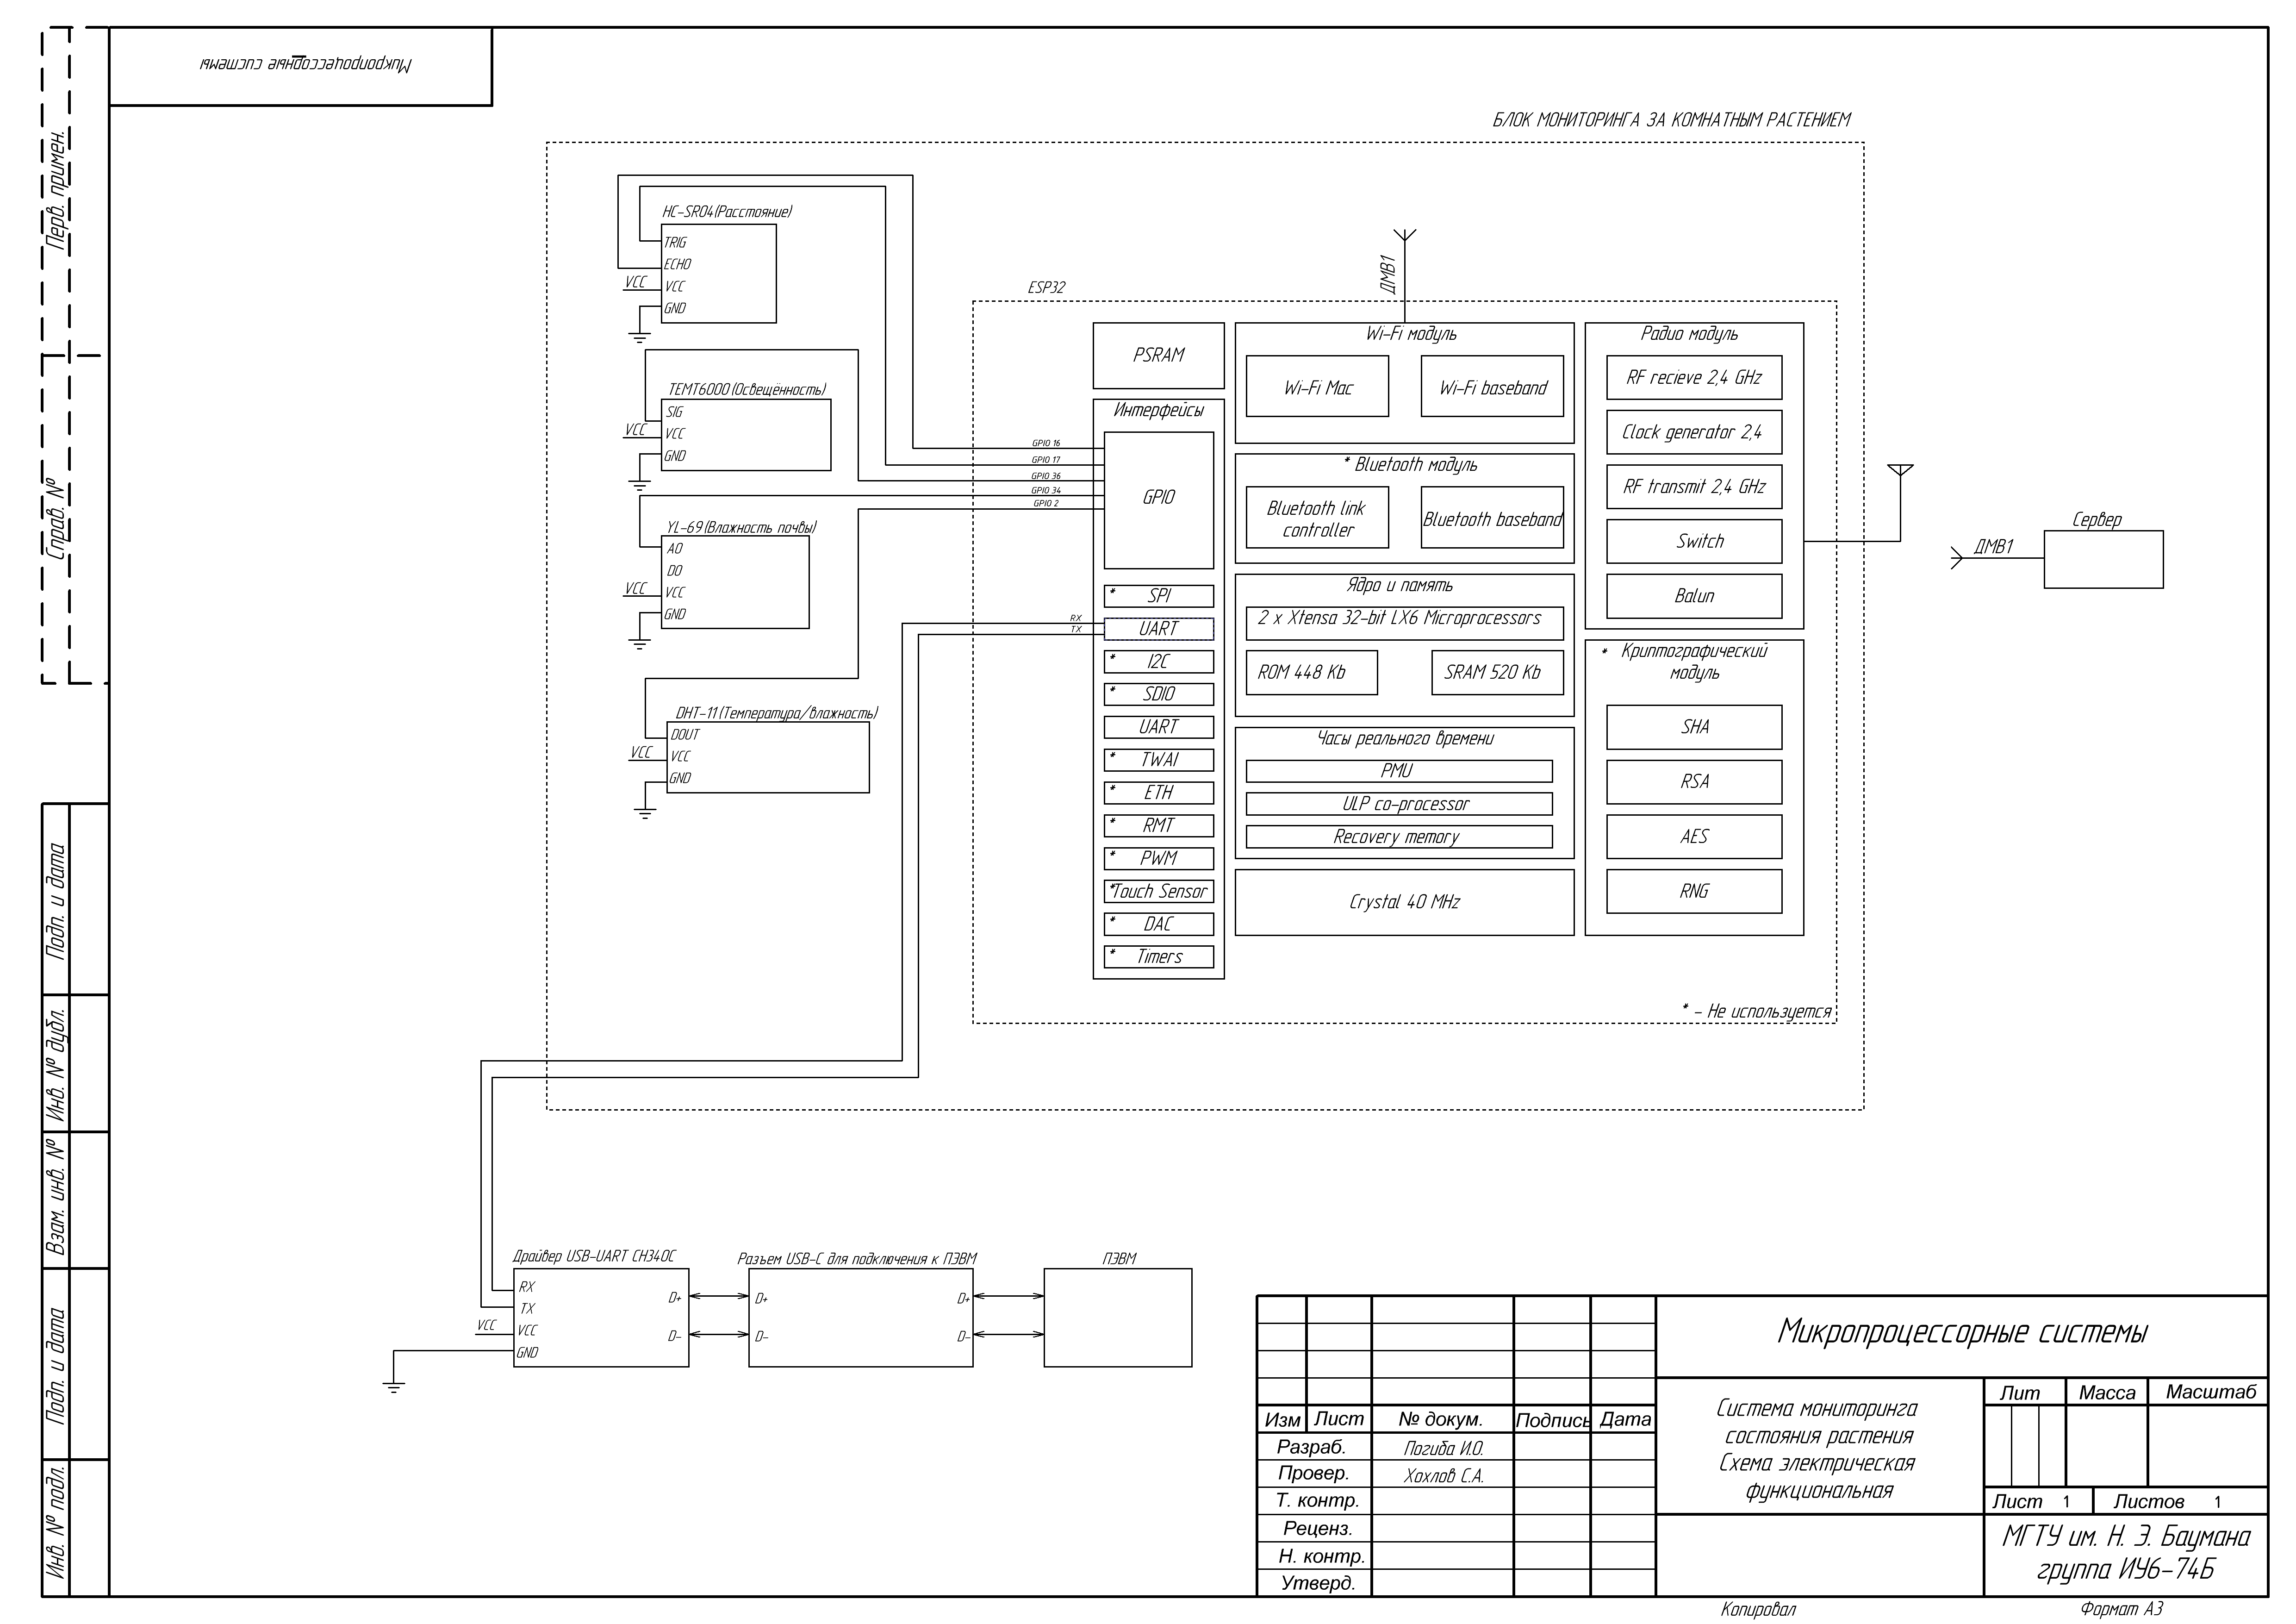 Микропроцессорные системы
Перв. примен.
Справ. №
Подп. и дата
Инв. № дубл.
Взам. инв. №
Подп. и дата
Инв. № подл.
БЛОК МОНИТОРИНГА ЗА КОМНАТНЫМ РАСТЕНИЕМ
HC-SR04(Расстояние)
TRIG
ECHO
VCC
VCC
GND
TEMT6000(Освещённость)
SIG
VCC
VCC
GND
YL-69(Влажность почвы)
AO
DO
VCC
VCC
GND
DHT-11(Температура/влажность)
DOUT
VCC
VCC
GND
GPIO 16
GPIO 17
GPIO 36
GPIO 34
GPIO 2
RX
TX
ДМВ1
ESP32
PSRAM
Интерфейсы
GPIO
* SPI
UART
* I2C
* SDIO
UART
* TWAI
* ETH
* RMT
* PWM
*Touch Sensor
* DAC
* Timers
Wi-Fi модуль
Wi-Fi Mac
Wi-Fi baseband
* Bluetooth модуль
Bluetooth link
controller
Bluetooth baseband
Ядро и память
2 x Xtensa 32-bit LX6 Microprocessors
ROM 448 Kb
SRAM 520 Kb
Часы реального времени
PMU
ULP co-processor
Recovery memory
Crystal 40 MHz
Радио модуль
RF recieve 2,4 GHz
Clock generator 2,4
RF transmit 2,4 GHz
Switch
Balun
* Криптографический
модуль
SHA
RSA
AES
RNG
* - Не используется
ДМВ1
Сервер
Драйвер USB-UART CH340C
RX
TX
VCC
VCC
GND
D+
D-
Разъем USB-C для подключения к ПЭВМ
D+
D-
D+
D-
ПЭВМ
Изм Лист № докум. Подпись Дата
Разраб. Погиба И.О.
Провер. Хохлов С.А.
Т. контр.
Реценз.
Н. контр.
Утверд.
Микропроцессорные системы
Система мониторинга
состояния растения
Схема электрическая
функциональная
Лит Масса Масштаб
Лист 1 Листов 1
МГТУ им. Н. Э. Баумана
группа ИУ6-74Б
Копировал Формат А3